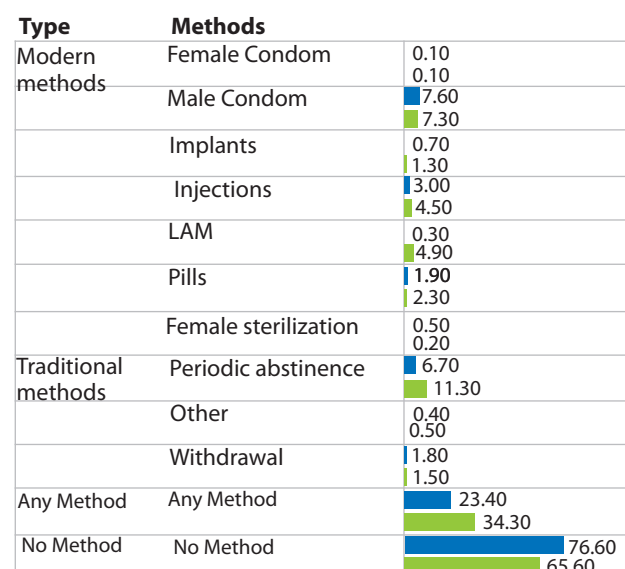 Type Methods
Modern methods Female Condom 0.10
0.10
Male Condom 7.60
7.30
Implants 0.70
1.30
Injections 3.00
4.50
LAM 0.30
4.90
Pills 1.90
2.30
Female sterilization 0.50
0.20
Traditional methods Periodic abstinence 6.70
11.30
Other 0.40
0.50
Withdrawal 1.80
1.50
Any Method Any Method 23.40
34.30
No Method No Method 76.60
65.60